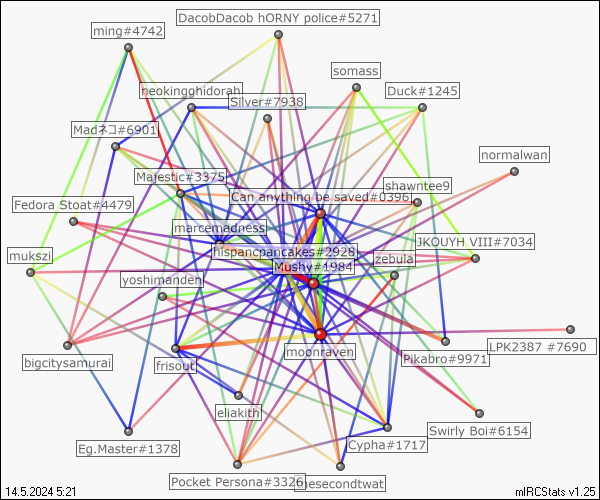 DacobDacob hORNY police#5271
ming#4742
somass
neokingghidorah
Duck#1245
Silver#7938
Madネコ#6901
normalwan
Majestic#3375
shawntee9
Can anything be saved#0396
Fedora Stoat#4479
marcemadness
JKOUYH VIII#7034
hispancpancakes#2928
mukszi
zebula
Mushy#1984
yoshimanden
LPK2387 #7690
moonraven
Pikabro#9971
bigcitysamurai
frisout
eliakith
Swirly Boi#6154
Cypha#1717
Eg.Master#1378
Pocket Persona#3326
hesecondtwat
14.5.2024 5:21
mIRCStats v1.25